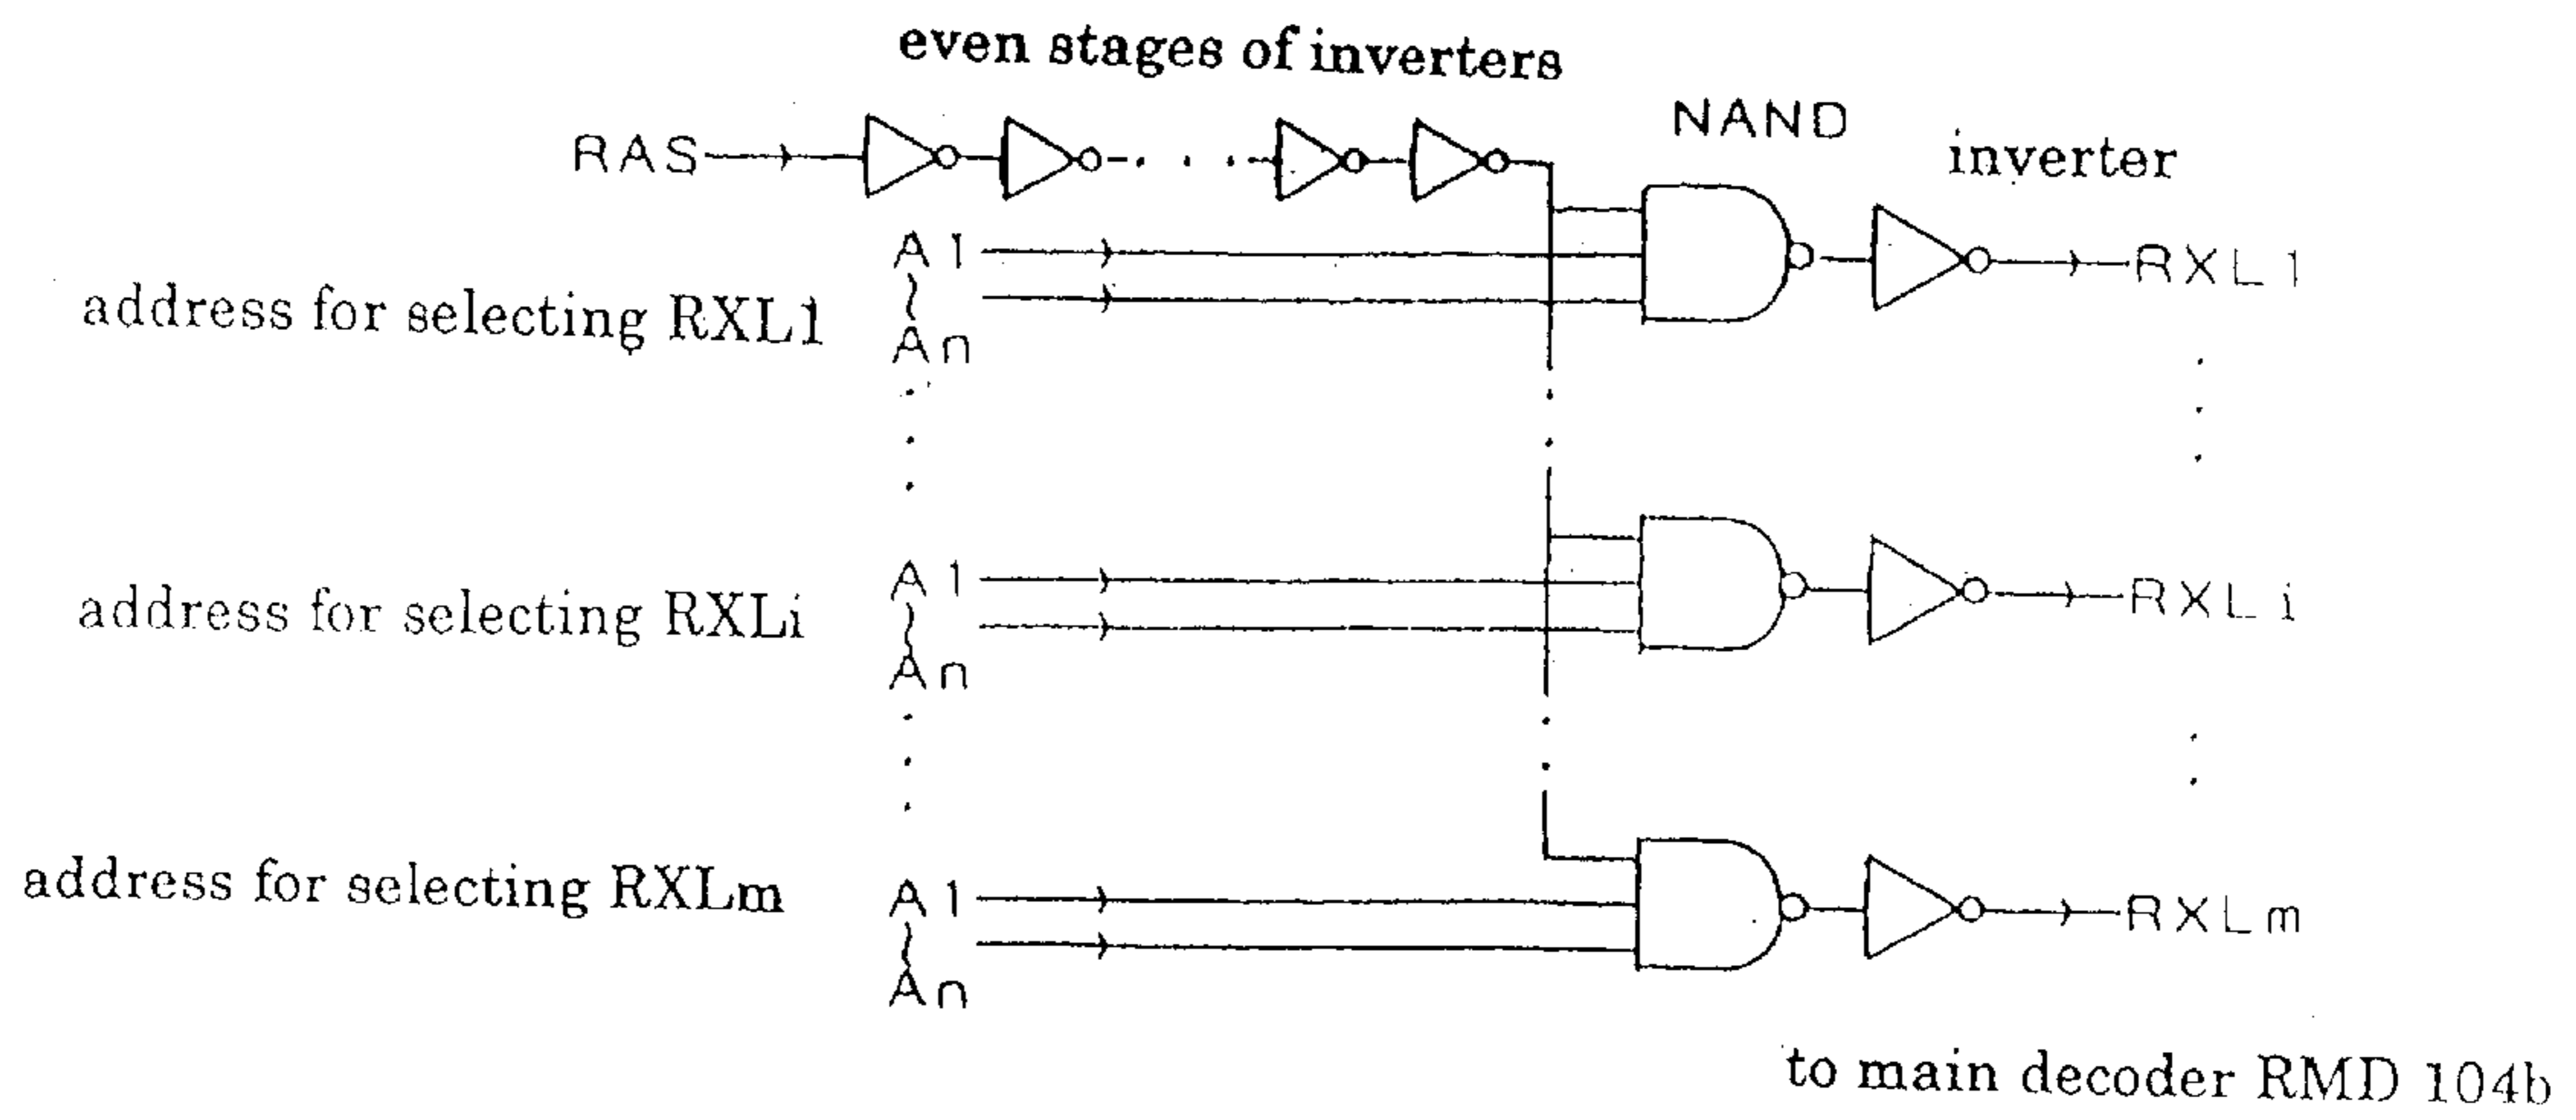 even stages of inverters
NAND
RAS
inverter
A1
RXL1
address for selecting RXL1
An
A1
RXLi
address for selecting RXLi
An
address for selecting RXLm
A1
RXLm
An
to main decoder RMD 104b